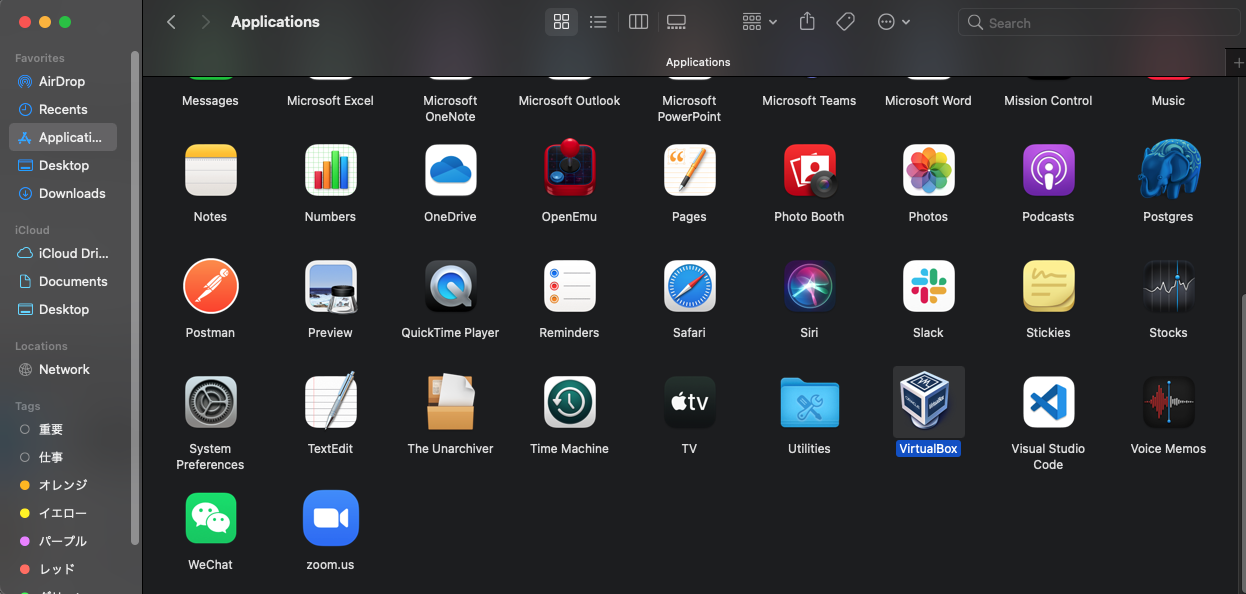 Applications
Search
Applications
Favorites
AirDrop
Recents
Applicati...
Desktop
Downloads
iCloud
iCloud Dri...
Documents
Desktop
Locations
Network
Tags
重要
仕事
オレンジ
イエロー
パープル
レッド
Messages
Microsoft Excel
Microsoft
OneNote
Microsoft Outlook
Microsoft
PowerPoint
Microsoft Teams
Microsoft Word
Mission Control
Music
Notes
Numbers
OneDrive
OpenEmu
Pages
Photo Booth
Photos
Podcasts
Postgres
Postman
Preview
QuickTime Player
Reminders
Safari
Siri
Slack
Stickies
Stocks
System
Preferences
TextEdit
The Unarchiver
Time Machine
tv
TV
Utilities
VirtualBox
Visual Studio
Code
Voice Memos
WeChat
zoom.us